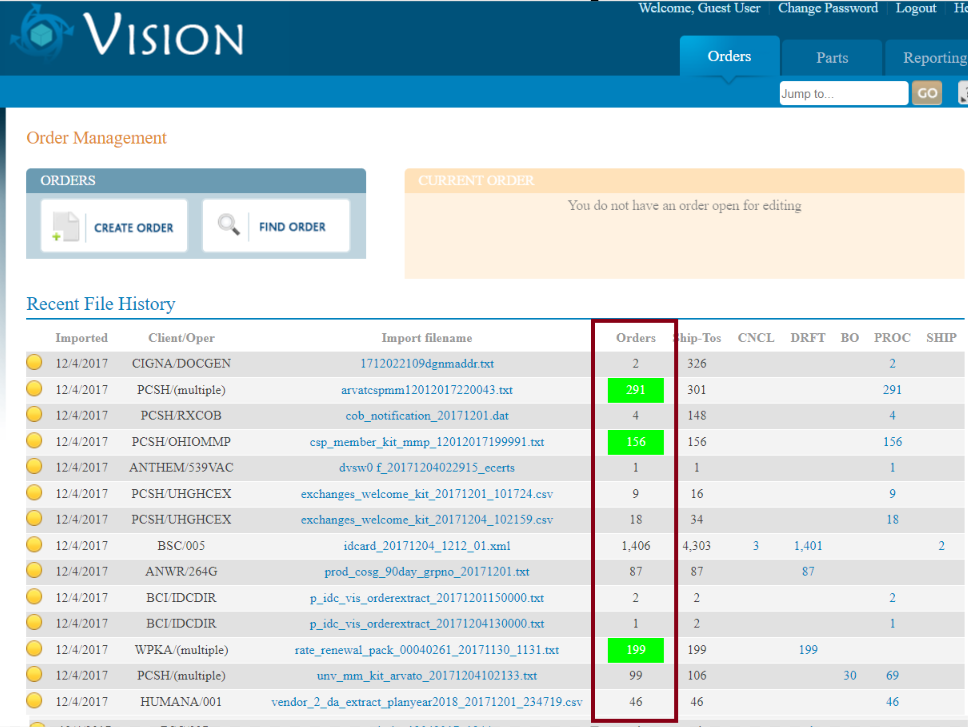 Welcome, Guest User Change Password Logout
VISION
Orders Parts Reporting
Jump to... GO
Order Management
ORDERS CURRENT ORDER
You do not have an order open for editing
CREATE ORDER FIND ORDER
Recent File History
Imported Client/Oper Import filename Orders Ship-Tos CNCL DRFT BO PROC SHIP
12/4/2017 CIGNA/DOCGEN 1712022109dgnmaddr.txt 2 326 2
12/4/2017 PCSH/(multiple) arvatcspmm12012017220043.txt 291 301 291
12/4/2017 PCSH/RXCOB cob_notification_20171201.dat 4 148 4
12/4/2017 PCSH/OHIOMMP csp_member_kit_mmp_12012017199991.txt 156 156 156
12/4/2017 ANTHEM/539VAC dvsw0 f_20171204022915_ecerts 1 1 1
12/4/2017 PCSH/UHGHCEX exchanges_welcome_kit_20171201_101724.csv 9 16 9
12/4/2017 PCSH/UHGHCEX exchanges_welcome_kit_20171204_102159.csv 18 34 18
12/4/2017 BSC/005 idcard_20171204_1212_01.xml 1,406 4,303 3 1,401 2
12/4/2017 ANWR/264G prod_cosg_90day_grpno_20171201.txt 87 87 87
12/4/2017 BCI/IDCDIR p_idc_vis_orderextract_20171201150000.txt 2 2 2
12/4/2017 BCI/IDCDIR p_idc_vis_orderextract_20171204130000.txt 1 2 1
12/4/2017 WPKA/(multiple) rate_renewal_pack_00040261_20171130_1131.txt 199 199 199
12/4/2017 PCSH/(multiple) unv_mm_kit_arvato_20171204102133.txt 99 106 30 69
12/4/2017 HUMANA/001 vendor_2_da_extract_planyear2018_20171201_234719.csv 46 46 46